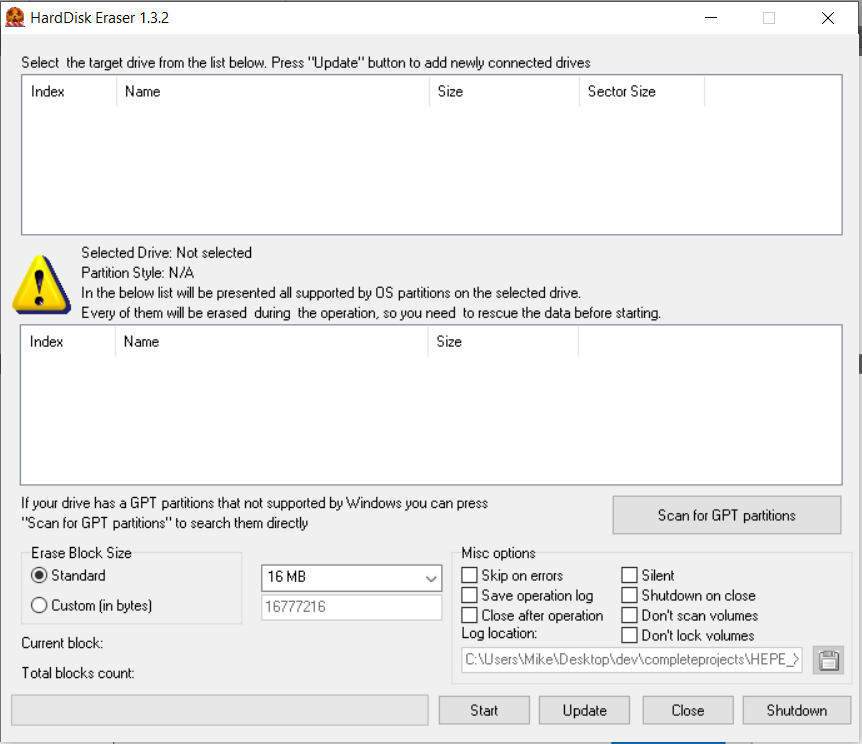 HardDisk Eraser 1.3.2
Select  the target drive from the list below. Press "Update" button to add newly connected drives
Index Name Size Sector Size
Selected Drive: Not selected
Partition Style: N/A
In the below list will be presented all supported by OS partitions on the selected drive.
Every of them will be erased  during  the operation, so you need  to rescue the data before starting.
Index Name Size
If your drive has a GPT partitions that not supported by Windows you can press
"Scan for GPT partitions" to search them directly
Scan for GPT partitions
Erase Block Size
Standard
16 MB
Custom (in bytes)
16777216
Current block:
Total blocks count:
Misc options
Skip on errors
Silent
Save operation log
Shutdown on close
Close after operation
Don't scan volumes
Don't lock volumes
Log location:
C:\Users\Mike\Desktop\dev\completeprojects\HEPE_
Start
Update
Close
Shutdown